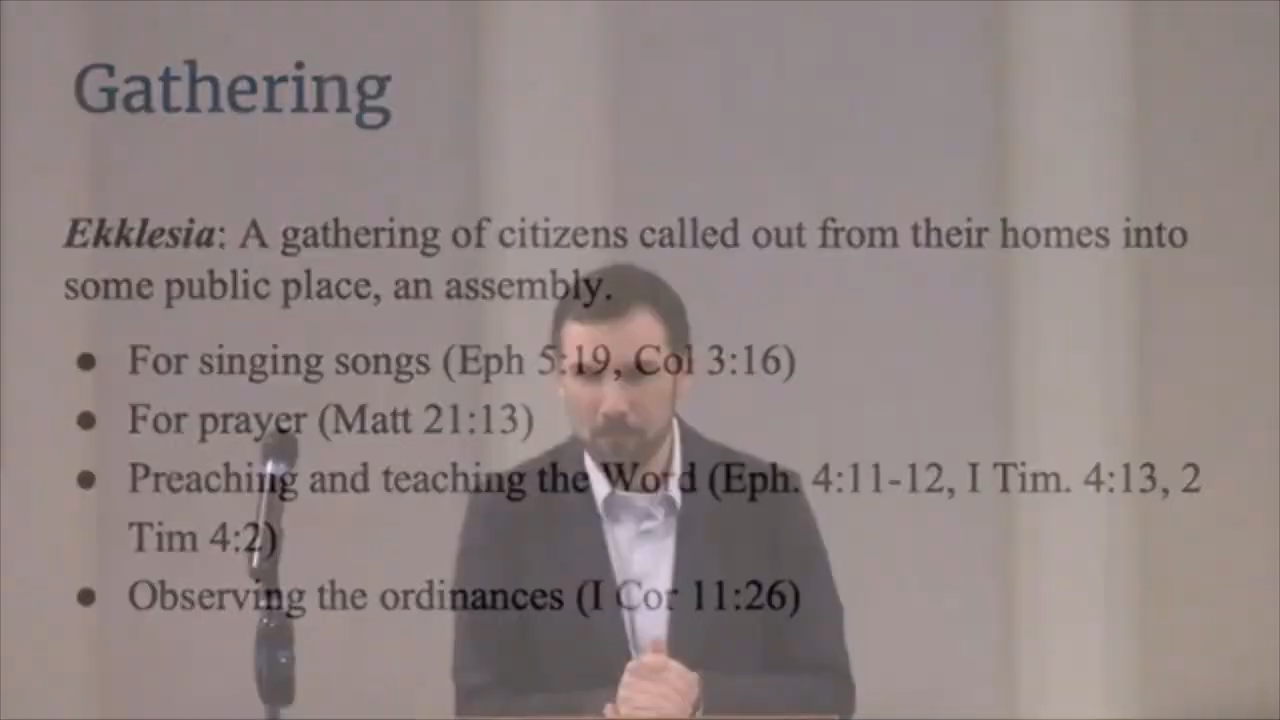 Gathering
Ekklesia: A gathering of citizens called out from their homes into
some public place, an assembly.
● For singing songs (Eph 5:19, Col 3:16)
● For prayer (Matt 21:13)
● Preaching and teaching the Word (Eph. 4:11-12, I Tim. 4:13, 2
Tim 4:2)
● Observing the ordinances (I Cor 11:26)